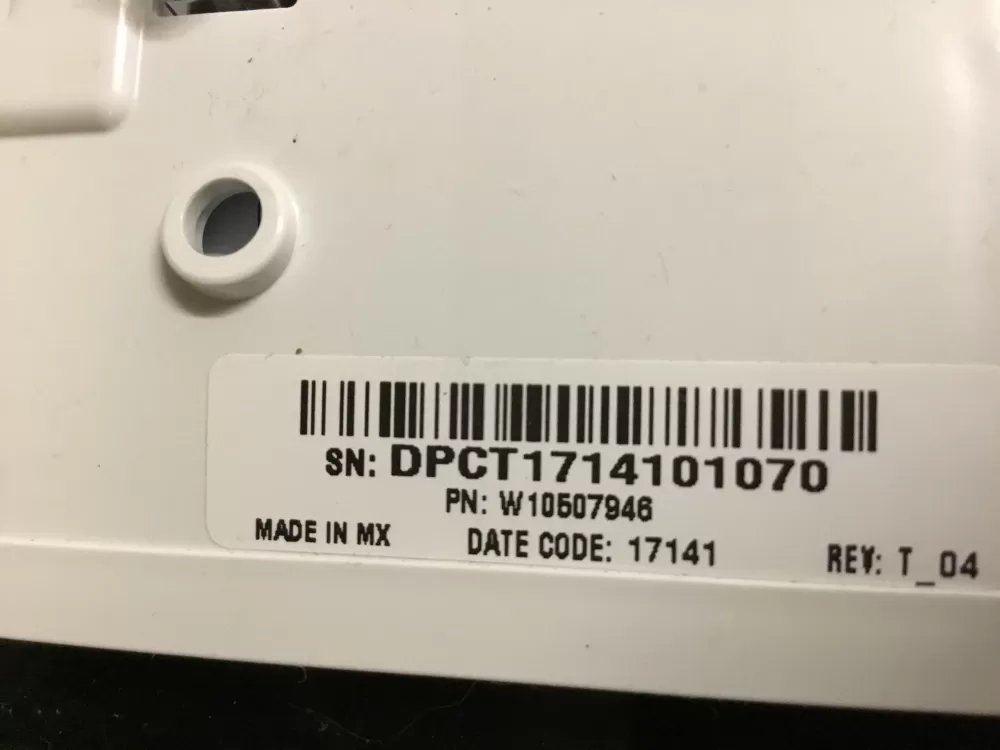 SN: DPCT1714101070
PN: W10507946
MADE IN MX DATE CODE: 17141 REV: T_04